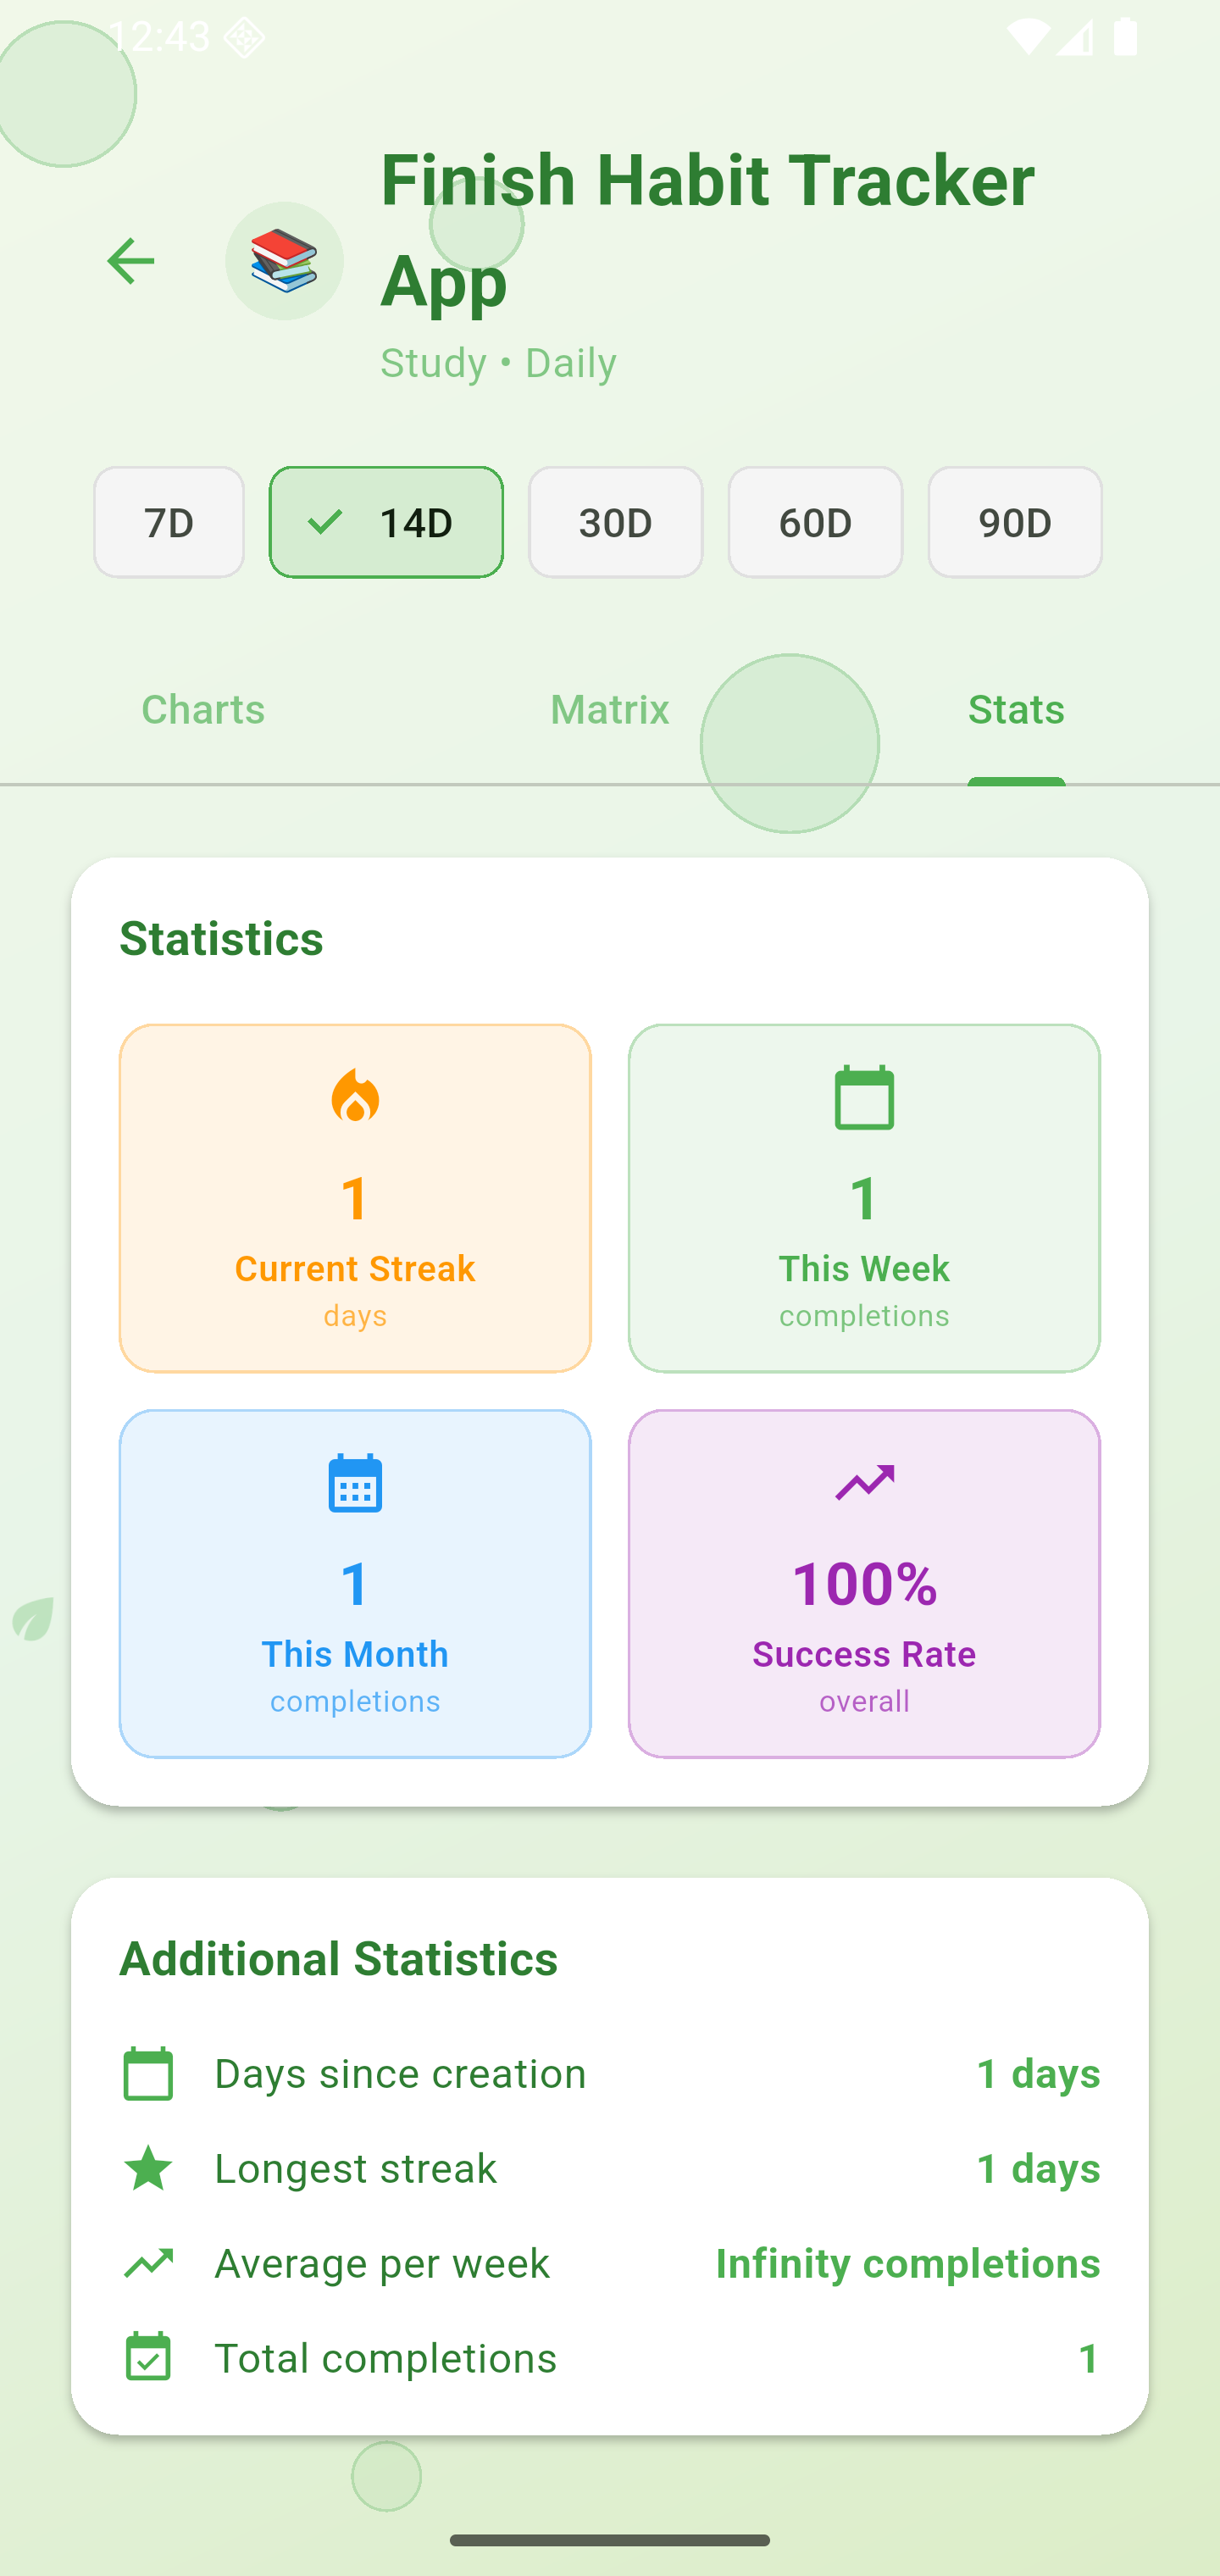 12:43
Finish Habit Tracker
App
Study • Daily
7D 14D 30D 60D 90D
Charts Matrix Stats
Statistics
1
Current Streak
days
1
This Week
completions
1
This Month
completions
100%
Success Rate
overall
Additional Statistics
Days since creation 1 days
Longest streak 1 days
Average per week Infinity completions
Total completions 1